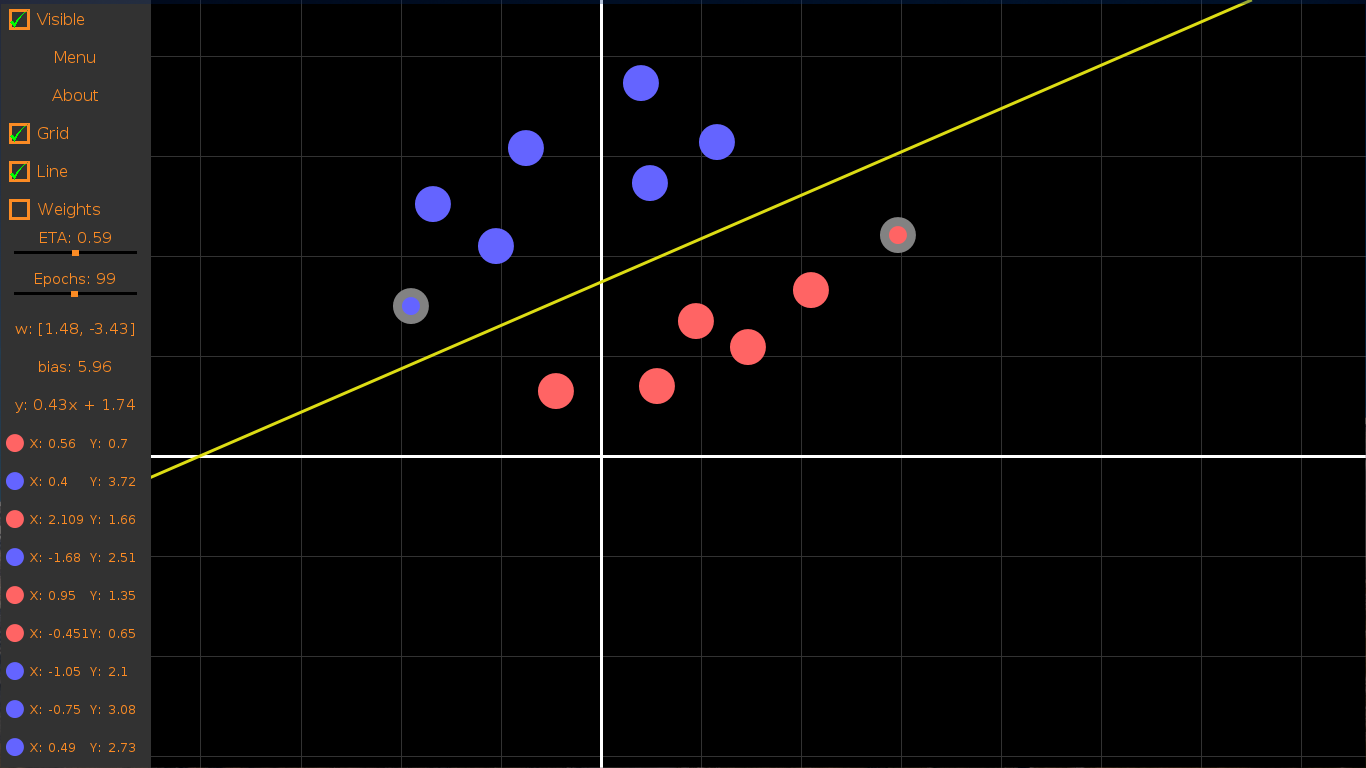 Visible
Menu
About
Grid
Line
Weights
ETA: 0.59
Epochs: 99
w: [1.48, -3.43]
bias: 5.96
y: 0.43x + 1.74
X: 0.56 Y: 0.7
X: 0.4 Y: 3.72
X: 2.109 Y: 1.66
X: -1.68 Y: 2.51
X: 0.95 Y: 1.35
X: -0.451Y: 0.65
X: -1.05 Y: 2.1
X: -0.75 Y: 3.08
X: 0.49 Y: 2.73